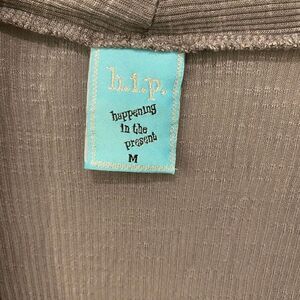 h.i.p.
happening
in the
present
M